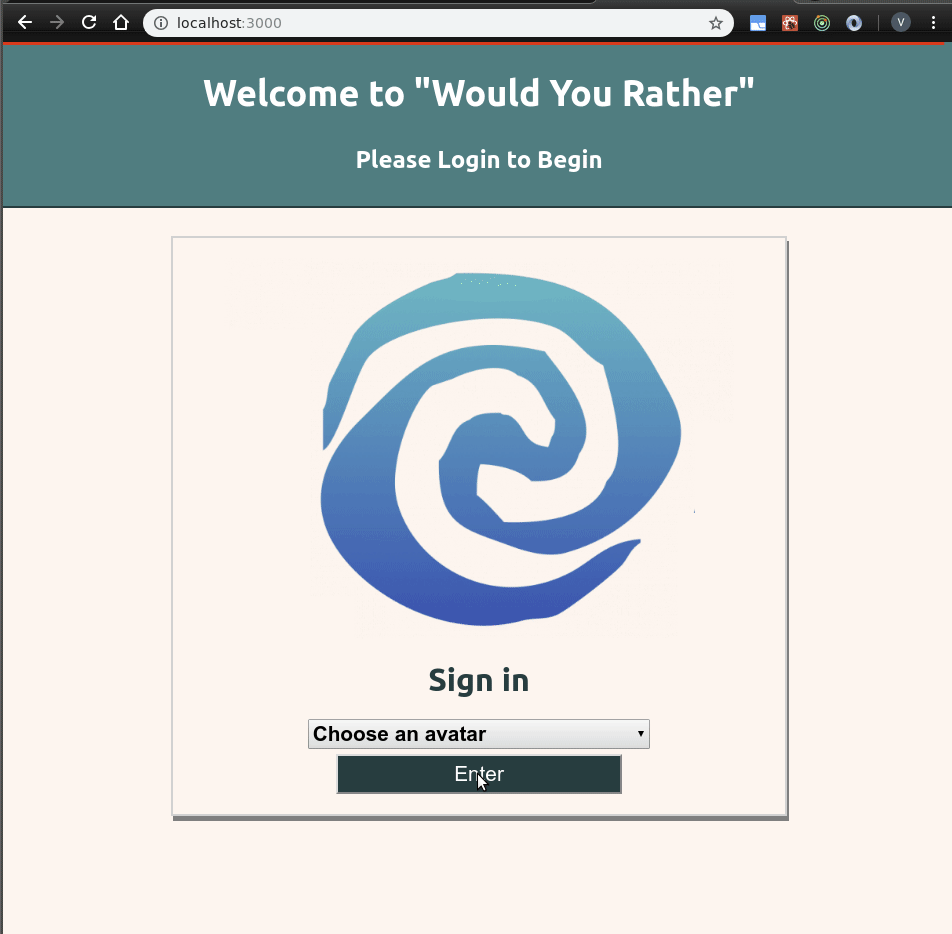 localhost:3000
V
Welcome to "Would You Rather"
Please Login to Begin
Sign in
Choose an avatar
Enter